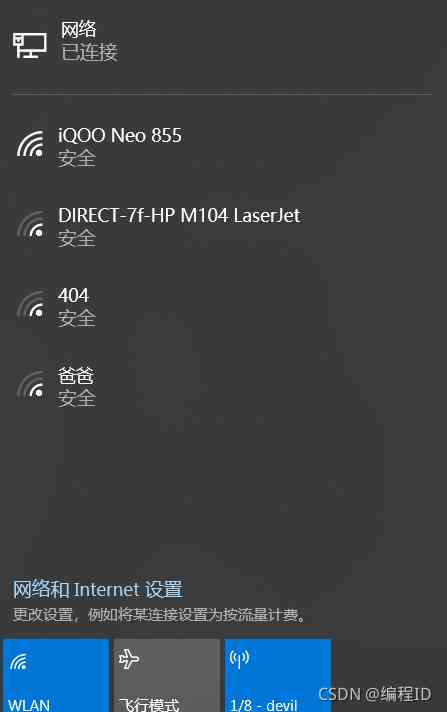 网络
已连接
iQOO Neo 855
安全
DIRECT-7f-HP M104 LaserJet
安全
404
安全
爸爸
安全
网络和 Internet 设置
更改设置，例如将某连接设置为按流量计费。
WLAN
飞行模式
1/8 - devil
CSDN @编程ID